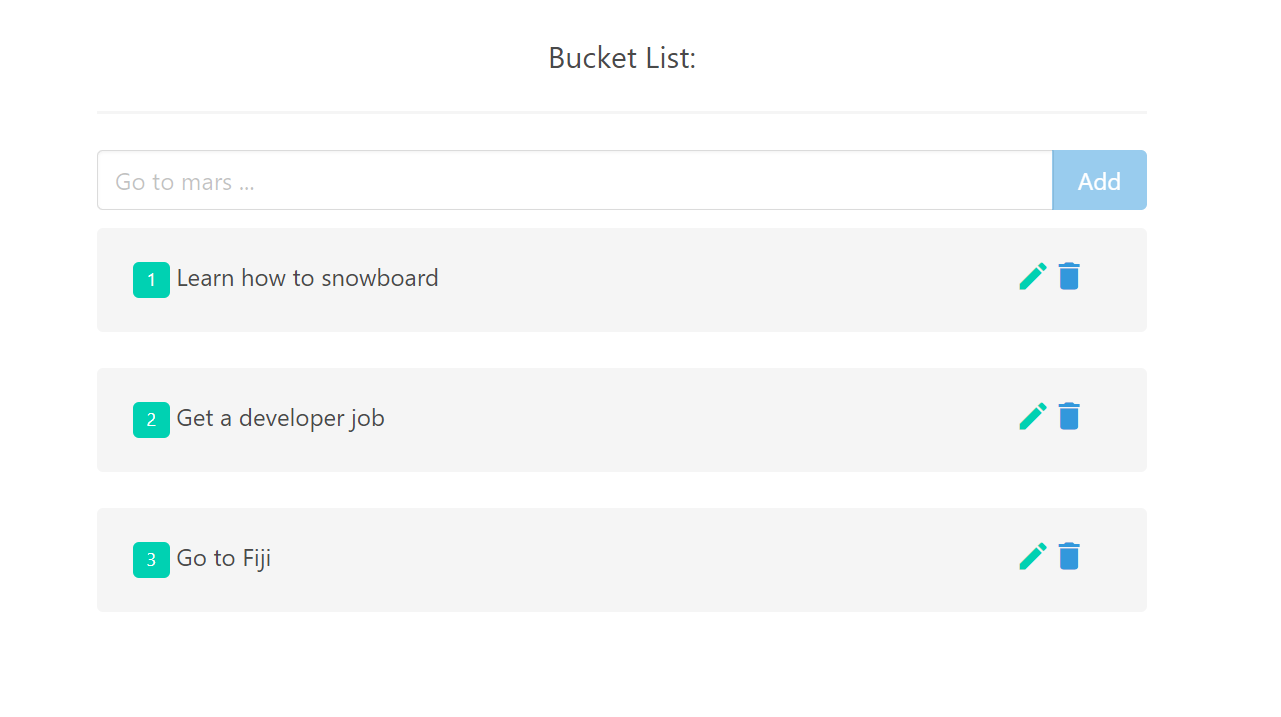 Bucket List:
Go to mars ...
Add
1 Learn how to snowboard
2 Get a developer job
3 Go to Fiji